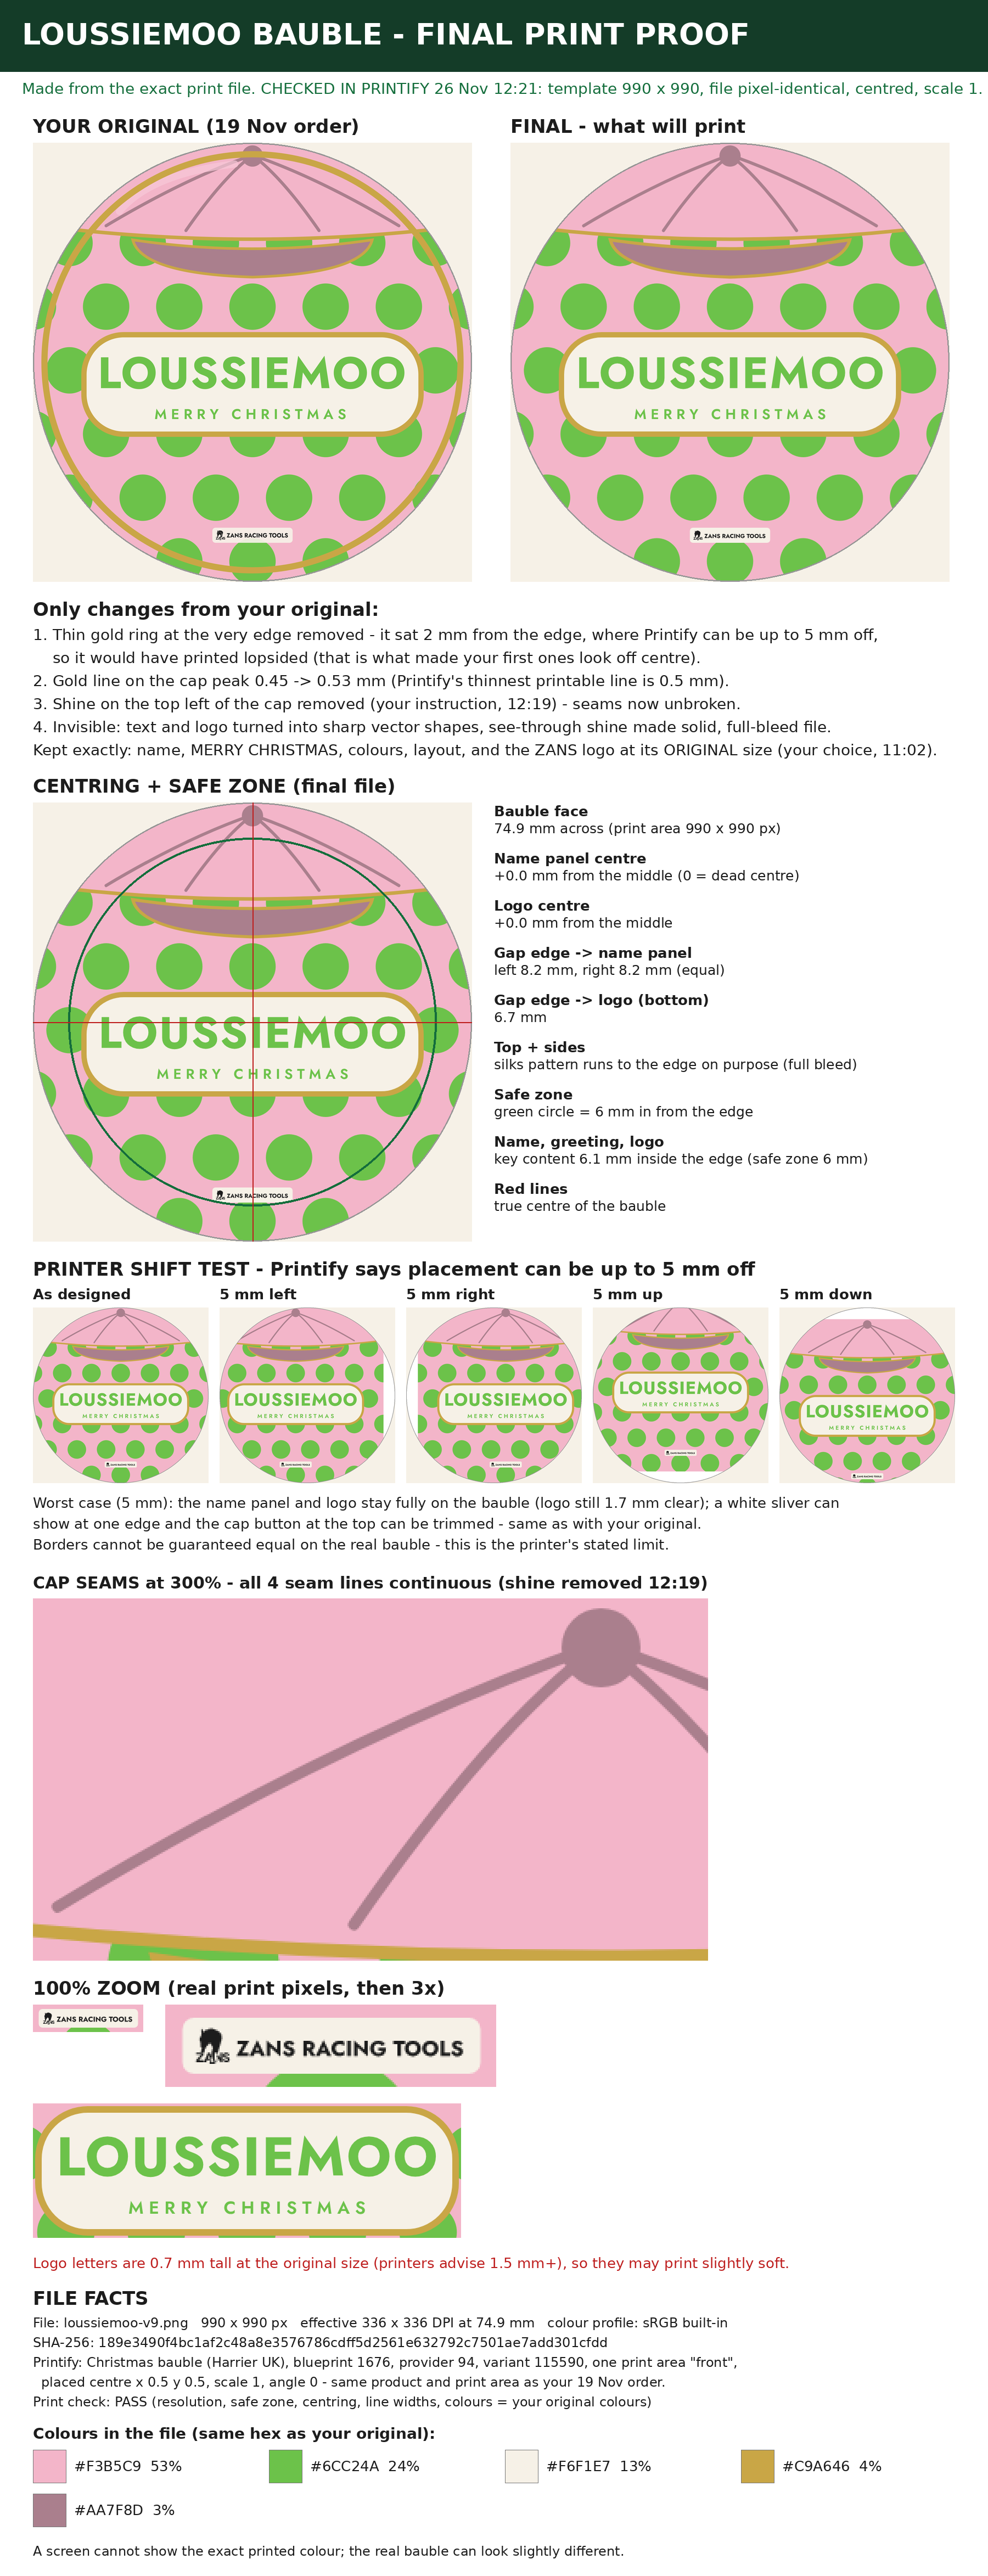 LOUSSIEMOO BAUBLE - FINAL PRINT PROOF
Made from the exact print file. CHECKED IN PRINTIFY 26 Nov 12:21: template 990 x 990, file pixel-identical, centred, scale 1.
YOUR ORIGINAL (19 Nov order)
LOUSSIEMOO
MERRY CHRISTMAS
ZANS RACING TOOLS
FINAL - what will print
LOUSSIEMOO
MERRY CHRISTMAS
ZANS RACING TOOLS
Only changes from your original:
1. Thin gold ring at the very edge removed - it sat 2 mm from the edge, where Printify can be up to 5 mm off,
so it would have printed lopsided (that is what made your first ones look off centre).
2. Gold line on the cap peak 0.45 -> 0.53 mm (Printify's thinnest printable line is 0.5 mm).
3. Shine on the top left of the cap removed (your instruction, 12:19) - seams now unbroken.
4. Invisible: text and logo turned into sharp vector shapes, see-through shine made solid, full-bleed file.
Kept exactly: name, MERRY CHRISTMAS, colours, layout, and the ZANS logo at its ORIGINAL size (your choice, 11:02).
CENTRING + SAFE ZONE (final file)
LOUSSIEMOO
MERRY CHRISTMAS
ZANS RACING TOOLS
Bauble face
74.9 mm across (print area 990 x 990 px)
Name panel centre
+0.0 mm from the middle (0 = dead centre)
Logo centre
+0.0 mm from the middle
Gap edge -> name panel
left 8.2 mm, right 8.2 mm (equal)
Gap edge -> logo (bottom)
6.7 mm
Top + sides
silks pattern runs to the edge on purpose (full bleed)
Safe zone
green circle = 6 mm in from the edge
Name, greeting, logo
key content 6.1 mm inside the edge (safe zone 6 mm)
Red lines
true centre of the bauble
PRINTER SHIFT TEST - Printify says placement can be up to 5 mm off
As designed
LOUSSIEMOO
MERRY CHRISTMAS
ZANS RACING TOOLS
5 mm left
LOUSSIEMOO
MERRY CHRISTMAS
ZANS RACING TOOLS
5 mm right
LOUSSIEMOO
MERRY CHRISTMAS
ZANS RACING TOOLS
5 mm up
LOUSSIEMOO
MERRY CHRISTMAS
ZANS RACING TOOLS
5 mm down
LOUSSIEMOO
MERRY CHRISTMAS
ZANS RACING TOOLS
Worst case (5 mm): the name panel and logo stay fully on the bauble (logo still 1.7 mm clear); a white sliver can
show at one edge and the cap button at the top can be trimmed - same as with your original.
Borders cannot be guaranteed equal on the real bauble - this is the printer's stated limit.
CAP SEAMS at 300% - all 4 seam lines continuous (shine removed 12:19)
100% ZOOM (real print pixels, then 3x)
ZANS RACING TOOLS
ZANS ZANS RACING TOOLS
LOUSSIEMOO
MERRY CHRISTMAS
Logo letters are 0.7 mm tall at the original size (printers advise 1.5 mm+), so they may print slightly soft.
FILE FACTS
File: loussiemoo-v9.png   990 x 990 px   effective 336 x 336 DPI at 74.9 mm   colour profile: sRGB built-in
SHA-256: 189e3490f4bc1af2c48a8e3576786cdff5d2561e632792c7501ae7add301cfdd
Printify: Christmas bauble (Harrier UK), blueprint 1676, provider 94, variant 115590, one print area "front",
placed centre x 0.5 y 0.5, scale 1, angle 0 - same product and print area as your 19 Nov order.
Print check: PASS (resolution, safe zone, centring, line widths, colours = your original colours)
Colours in the file (same hex as your original):
#F3B5C9  53%
#6CC24A  24%
#F6F1E7  13%
#C9A646  4%
#AA7F8D  3%
A screen cannot show the exact printed colour; the real bauble can look slightly different.